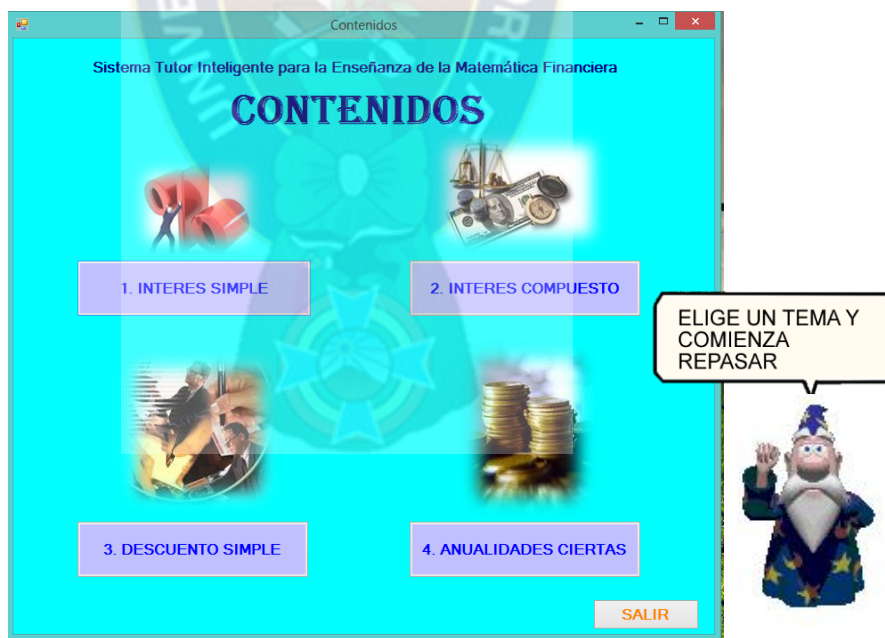 Contenidos
Sistema Tutor Inteligente para la Enseñanza de la Matemática Financiera
CONTENIDOS
1. INTERES SIMPLE
2. INTERES COMPUESTO
ELIGE UN TEMA Y
COMIENZA
REPASAR
3. DESCUENTO SIMPLE
4. ANUALIDADES CIERTAS
SALIR